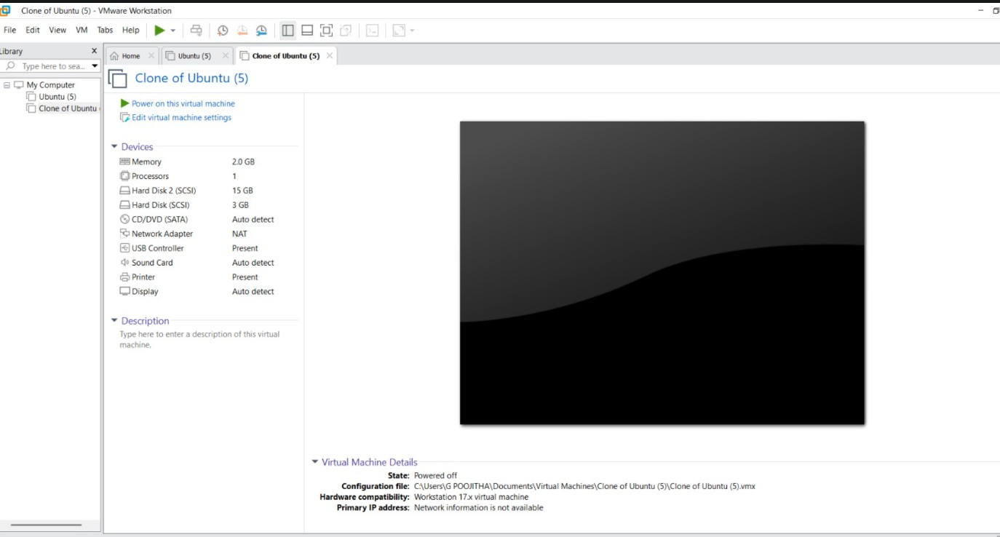 Clone of Ubuntu (5) - VMware Workstation
File Edit View VM Tabs Help
Library
Type here to sea...
My Computer
Ubuntu (5)
Clone of Ubuntu
Home
Ubuntu (5)
Clone of Ubuntu (5)
Clone of Ubuntu (5)
Power on this virtual machine
Edit virtual machine settings
Devices
Memory 2.0 GB
Processors 1
Hard Disk 2 (SCSI) 15 GB
Hard Disk (SCSI) 3 GB
CD/DVD (SATA) Auto detect
Network Adapter NAT
USB Controller Present
Sound Card Auto detect
Printer Present
Display Auto detect
Description
Type here to enter a description of this virtual
machine.
Virtual Machine Details
State: Powered off
Configuration file: C:\Users\G POOJITHA\Documents\Virtual Machines\Clone of Ubuntu (5)\Clone of Ubuntu (5).vmx
Hardware compatibility: Workstation 17.x virtual machine
Primary IP address: Network information is not available